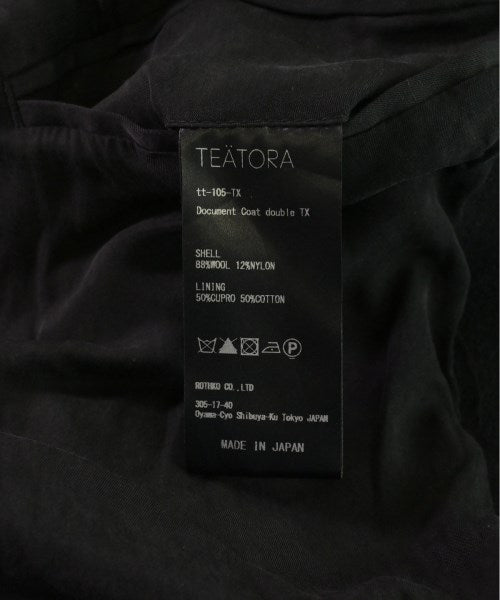 TEÄTORA
tt-105-TX
Document Coat double TX
SHELL
88%WOOL 12%NYLON
LINING
50%CUPRO 50%COTTON
P
ROTHKO CO.,LTD
305-17-40
Oyama-Cyo Shibuya-Ku Tokyo JAPAN
MADE IN JAPAN